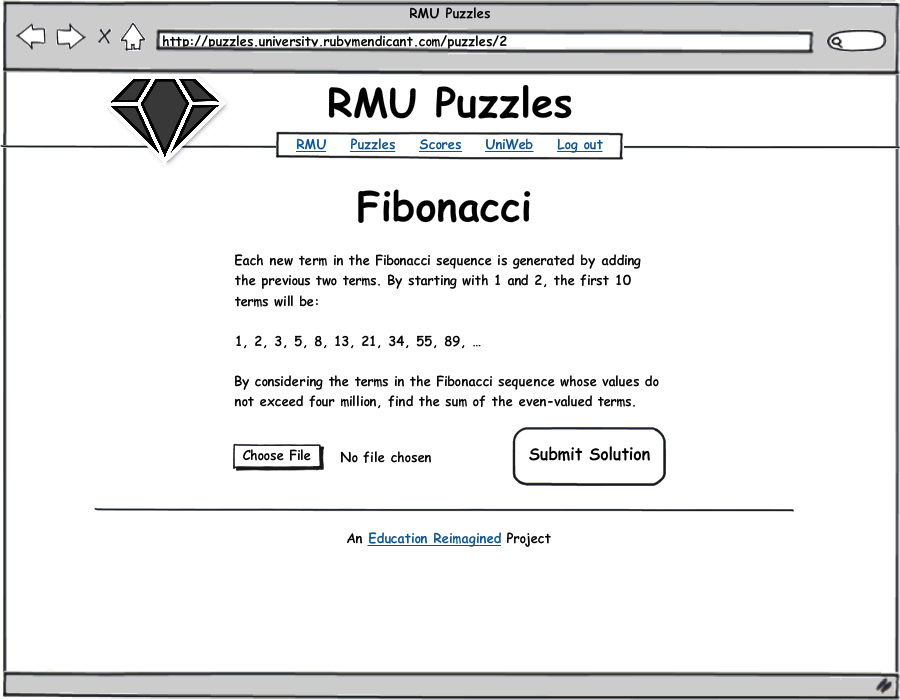 RMU Puzzles
http://puzzles.university.rubymendicant.com/puzzles/2
RMU Puzzles
RMU Puzzles Scores UniWeb Log out
Fibonacci
Each new term in the Fibonacci sequence is generated by adding
the previous two terms. By starting with 1 and 2, the first 10
terms will be:
1, 2, 3, 5, 8, 13, 21, 34, 55, 89, ...
By considering the terms in the Fibonacci sequence whose values do
not exceed four million, find the sum of the even-valued terms.
Choose File No file chosen Submit Solution
An Education Reimagined Project